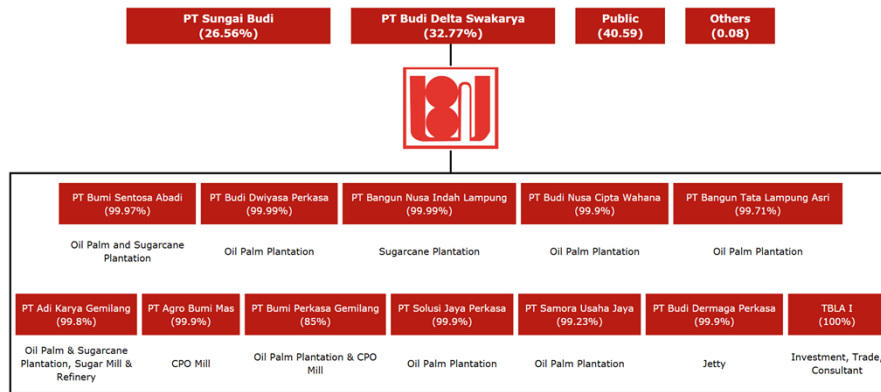 PT Sungai Budi
(26.56%)
PT Budi Delta Swakarya
(32.77%)
Public
(40.59)
Others
(0.08)
PT Bumi Sentosa Abadi
(99.97%)
PT Budi Dwiyasa Perkasa
(99.99%)
PT Bangun Nusa Indah Lampung
(99.99%)
PT Budi Nusa Cipta Wahana
(99.9%)
PT Bangun Tata Lampung Asri
(99.71%)
Oil Palm and Sugarcane
Plantation
Oil Palm Plantation
Sugarcane Plantation
Oil Palm Plantation
Oil Palm Plantation
PT Adi Karya Gemilang
(99.8%)
PT Agro Bumi Mas
(99.9%)
PT Bumi Perkasa Gemilang
(85%)
PT Solusi Jaya Perkasa
(99.9%)
PT Samora Usaha Jaya
(99.23%)
PT Budi Dermaga Perkasa
(99.9%)
TBLA I
(100%)
Oil Palm & Sugarcane
Plantation, Sugar Mill &
Refinery
CPO Mill
Oil Palm Plantation & CPO
Mill
Oil Palm Plantation
Oil Palm Plantation
Jetty
Investment, Trade,
Consultant